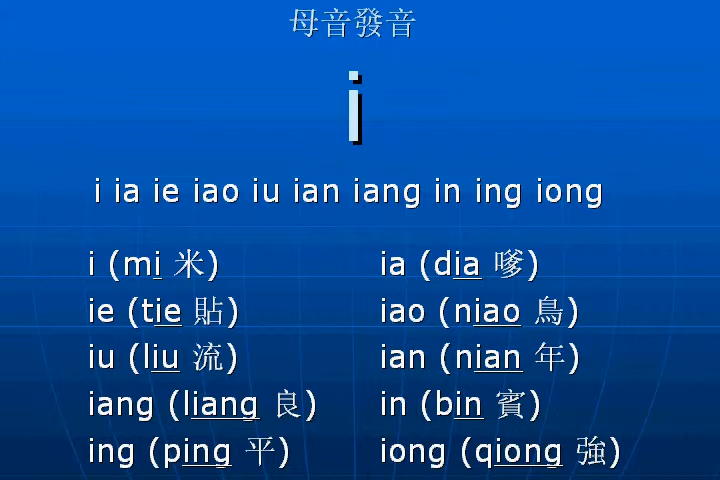 母音發音
i
i ia ie iao iu ian iang in ing iong
i (mi 米) ia (dia 嗲)
ie (tie 貼) iao (niao 鳥)
iu (liu 流) ian (nian 年)
iang (liang 良) in (bin 賓)
ing (ping 平) iong (qiong 強)